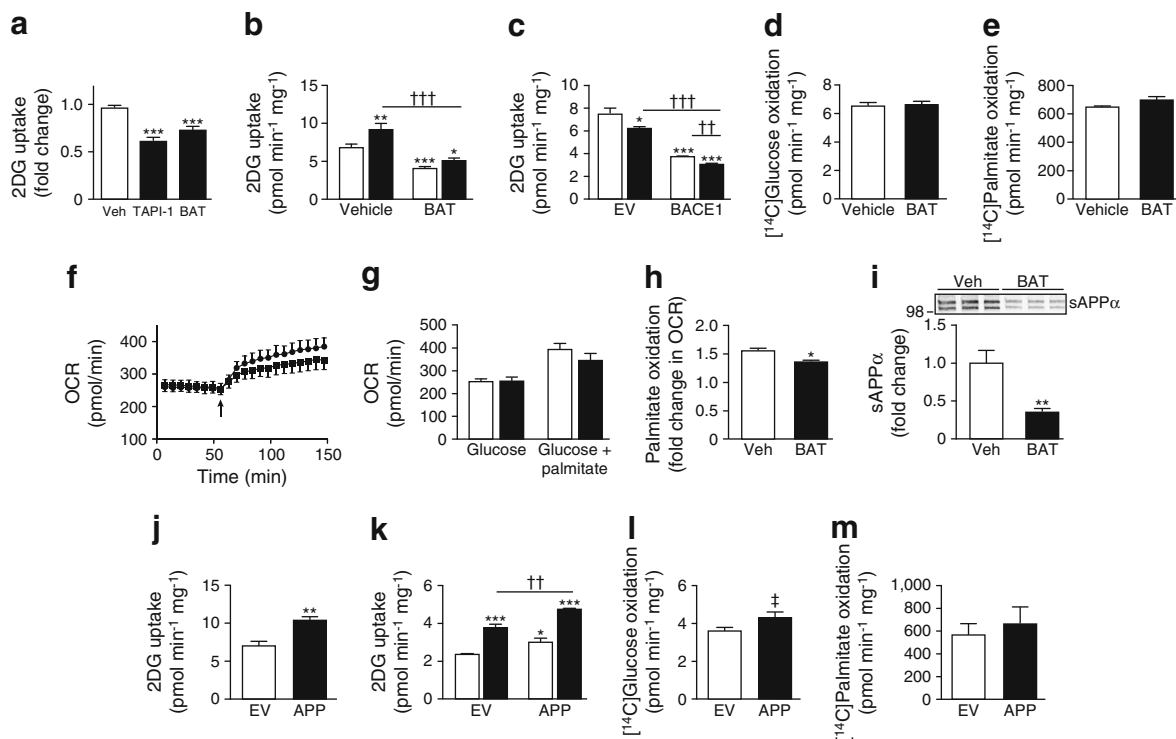 a
2DG uptake
(fold change)
1.0
0.5
0
***
***
Veh TAPI-1 BAT
b
2DG uptake
(pmol min-1 mg-1)
15
10
5
0
†††
**
***
*
Vehicle BAT
c
2DG uptake
(pmol min-1 mg-1)
8
6
4
2
0
†††
††
*
***
***
EV BACE1
d
[14C]Glucose oxidation
(pmol min-1 mg-1)
10
8
6
4
2
0
Vehicle BAT
e
[14C]Palmitate oxidation
(pmol min-1 mg-1)
800
600
400
200
0
Vehicle BAT
f
OCR
(pmol/min)
400
300
200
100
0 50 100 150
Time (min)
g
OCR
(pmol/min)
500
400
300
200
100
0
Glucose Glucose +
palmitate
h
Palmitate oxidation
(fold change in OCR)
2.0
1.5
1.0
0.5
0
*
Veh BAT
i
Veh BAT
98
sAPPα
sAPPα
(fold change)
1.5
1.0
0.5
0
**
Veh BAT
j
2DG uptake
(pmol min-1 mg-1)
15
10
5
0
**
EV APP
k
2DG uptake
(pmol min-1 mg-1)
6
4
2
0
††
***
*
***
EV APP
l
[14C]Glucose oxidation
(pmol min-1 mg-1)
6
4
2
0
‡
EV APP
m
[14C]Palmitate oxidation
(pmol min-1 mg-1)
1,000
800
600
400
200
0
EV APP